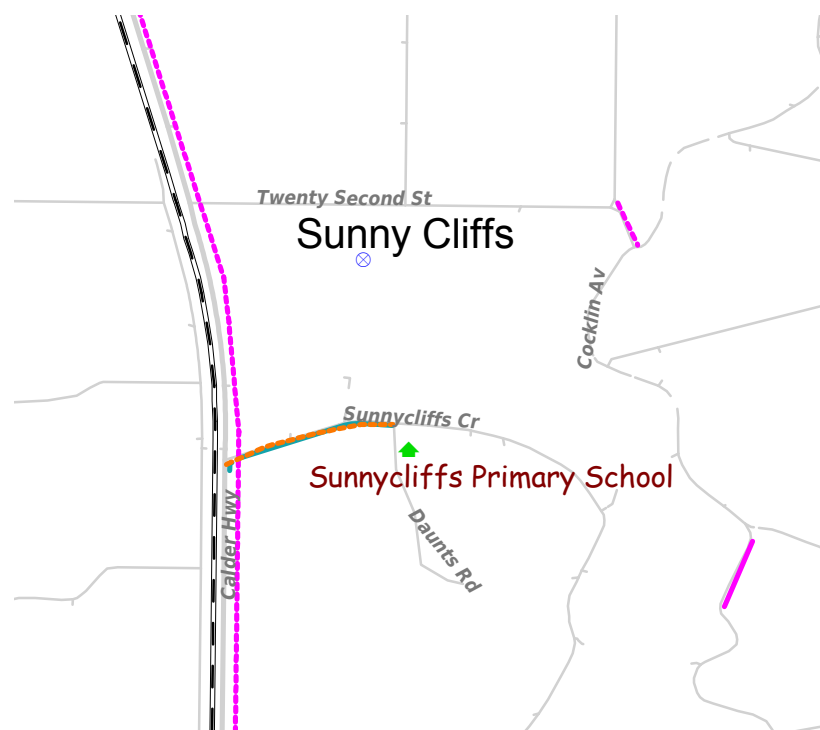 Twenty Second St
Sunny Cliffs
Cocklin Av
Sunnycliffs Cr
Sunnycliffs Primary School
Calder Hwy
Daunts Rd